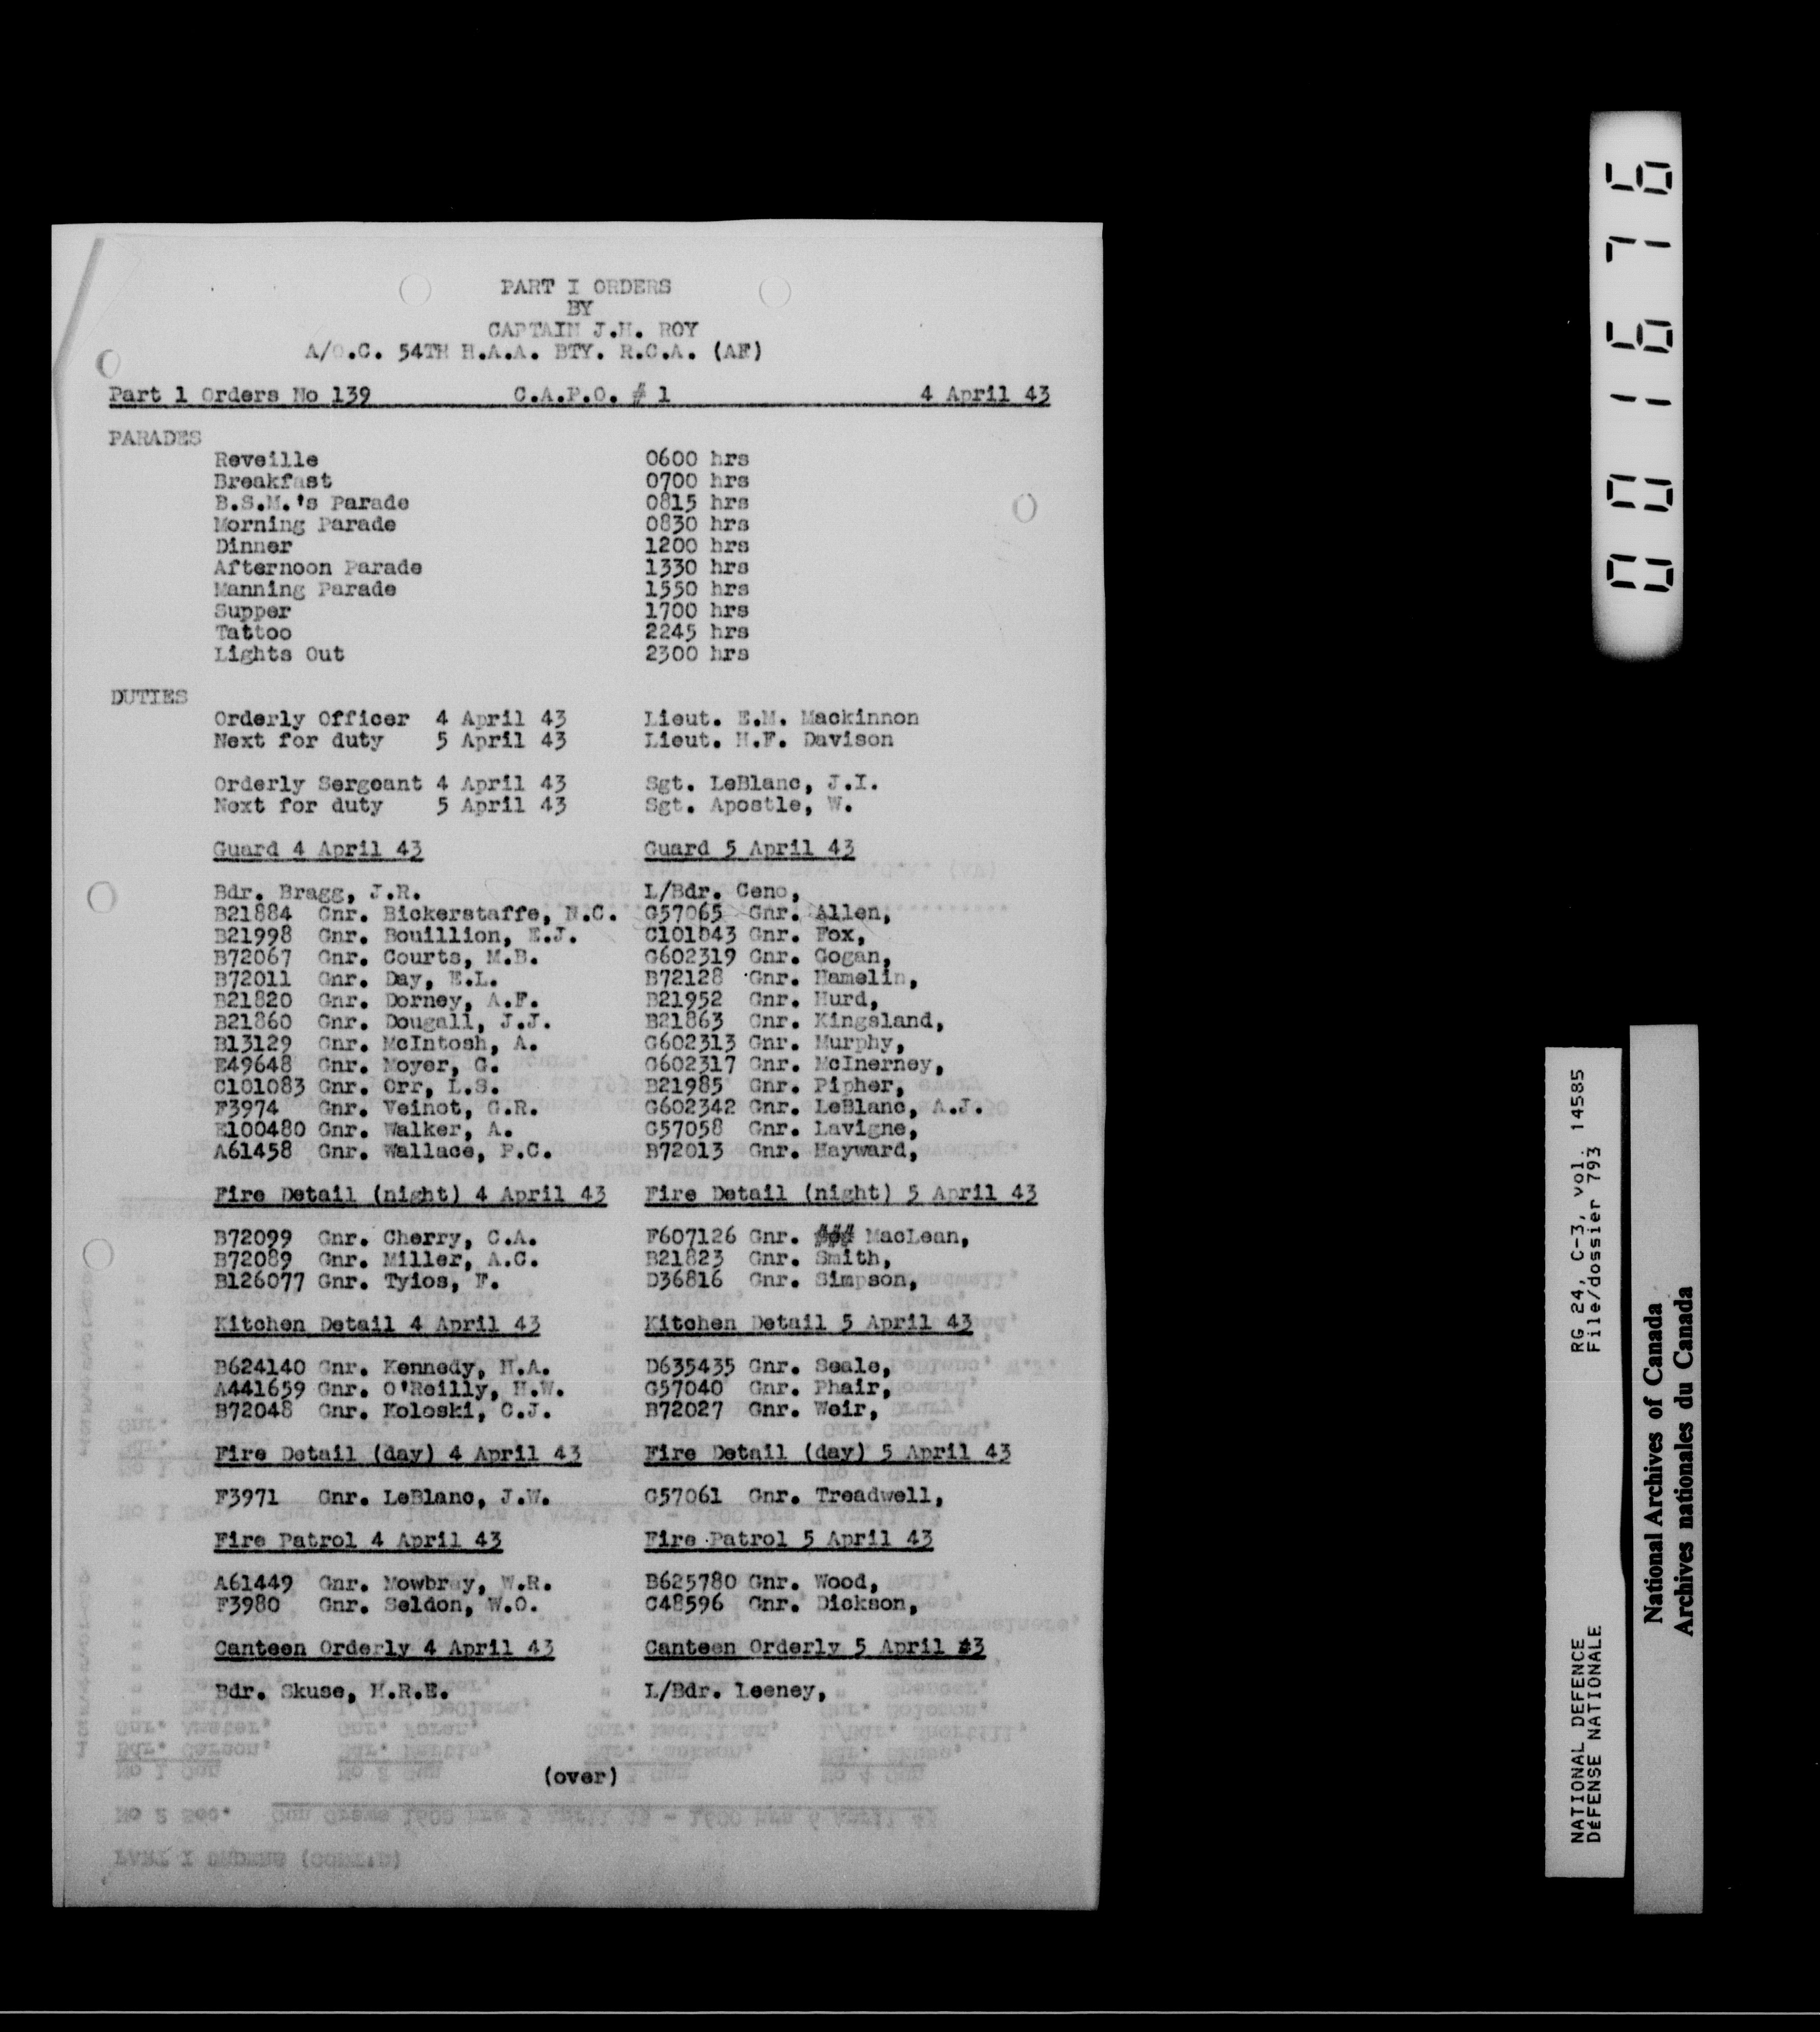 PART I ORDERS
BY
CAPTAIN J.H. ROY
A/O.C. 54TH H.A.A. BTY. R.C.A. (AF)
Part 1 Orders No 139 C.A.P.O. # 1 4 April 43
PARADES
Reveille 0600 hrs
Breakfast 0700 hrs
B.S.M.'s Parade 0815 hrs
Morning Parade 0830 hrs
Dinner 1200 hrs
Afternoon Parade 1330 hrs
Manning Parade 1550 hrs
Supper 1700 hrs
Tattoo 2245 hrs
Lights Out 2300 hrs
DUTIES
Orderly Officer 4 April 43 Lieut. E.M. Mackinnon
Next for duty 5 April 43 Lieut. H.F. Davison
Orderly Sergeant 4 April 43 Sgt. LeBlanc, J.I.
Next for duty 5 April 43 Sgt. Apostle, W.
Guard 4 April 43 Guard 5 April 43
Bdr. Bragg, J.R. L/Bdr. Ceno,
B21884 Gnr. Bickerstaffe, N.C. G57065 Gnr. Allen,
B21998 Gnr. Bouillion, E.J. C101843 Gnr. Fox,
B72067 Gnr. Courts, M.B. G602319 Gnr. Gogan,
B72011 Gnr. Day, E.L. B72128 Gnr. Hamelin,
B21820 Gnr. Dorney, A.F. B21952 Gnr. Hurd,
B21860 Gnr. Dougall, J.J. B21863 Gnr. Kingsland,
B13129 Gnr. McIntosh, A. G602313 Gnr. Murphy,
E49648 Gnr. Moyer, G. G602317 Gnr. McInerney,
C101083 Gnr. Orr, L.S. B21985 Gnr. Pipher,
F3974 Gnr. Veinot, G.R. G602342 Gnr. LeBlanc, A.J.
E100480 Gnr. Walker, A. G57058 Gnr. Lavigne,
A61458 Gnr. Wallace, P.C. B72013 Gnr. Hayward,
Fire Detail (night) 4 April 43 Fire Detail (night) 5 April 43
B72099 Gnr. Cherry, C.A. F607126 Gnr. MacLean,
B72089 Gnr. Miller, A.C. B21823 Gnr. Smith,
B126077 Gnr. Tyios, F. D36816 Gnr. Simpson,
Kitchen Detail 4 April 43 Kitchen Detail 5 April 43
B624140 Gnr. Kennedy, H.A. D635435 Gnr. Seale,
A441659 Gnr. O'Reilly, H.W. G57040 Gnr. Phair,
B72048 Gnr. Koloski, C.J. B72027 Gnr. Weir,
Fire Detail (day) 4 April 43 Fire Detail (day) 5 April 43
F3971 Gnr. LeBlanc, J.W. G57061 Gnr. Treadwell,
Fire Patrol 4 April 43 Fire Patrol 5 April 43
A61449 Gnr. Mowbray, W.R. B625780 Gnr. Wood,
F3980 Gnr. Seldon, W.O. C48596 Gnr. Dickson,
Canteen Orderly 4 April 43 Canteen Orderly 5 April 43
Bdr. Skuse, H.R.E. L/Bdr. Leeney,
(over)
001676
NATIONAL DEFENCE RG 24, C-3, vol. 14585
DÉFENSE NATIONALE File/dossier 793
National Archives of Canada
Archives nationales du Canada